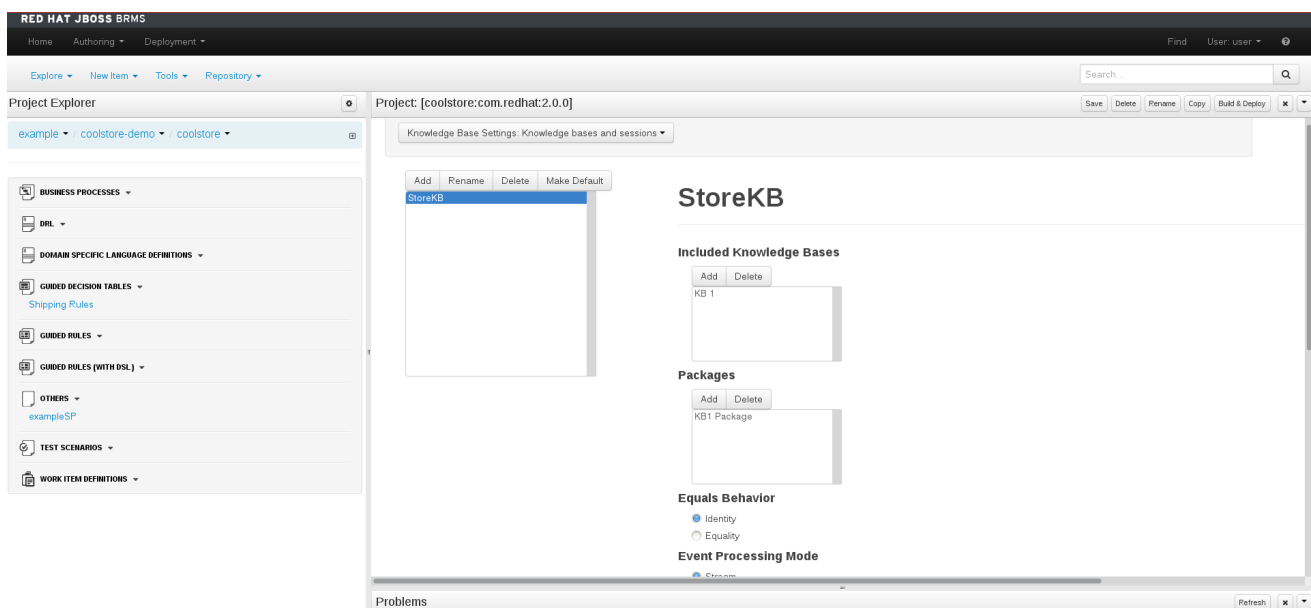 RED HAT JBOSS BRMS
Home Authoring Deployment Find User: user
Explore New Item Tools Repository Search...
Project Explorer
example / coolstore-demo / coolstore
BUSINESS PROCESSES
DRL
DOMAIN SPECIFIC LANGUAGE DEFINITIONS
GUIDED DECISION TABLES
Shipping Rules
GUIDED RULES
GUIDED RULES (WITH DSL)
OTHERS
exampleSP
TEST SCENARIOS
WORK ITEM DEFINITIONS
Project: [coolstore:com.redhat:2.0.0] Save Delete Rename Copy Build & Deploy
Knowledge Base Settings: Knowledge bases and sessions
Add Rename Delete Make Default
StoreKB
StoreKB
Included Knowledge Bases
Add Delete
KB 1
Packages
Add Delete
KB1 Package
Equals Behavior
Identity
Equality
Event Processing Mode
Stream
Problems Refresh